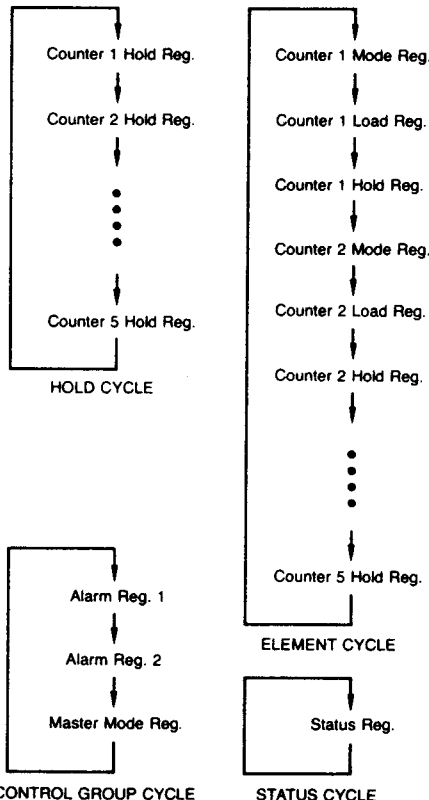 Counter 1 Hold Reg.
Counter 2 Hold Reg.
Counter 5 Hold Reg.
HOLD CYCLE
Counter 1 Mode Reg.
Counter 1 Load Reg.
Counter 1 Hold Reg.
Counter 2 Mode Reg.
Counter 2 Load Reg.
Counter 2 Hold Reg.
Counter 5 Hold Reg.
ELEMENT CYCLE
Alarm Reg. 1
Alarm Reg. 2
Master Mode Reg.
CONTROL GROUP CYCLE
Status Reg.
STATUS CYCLE